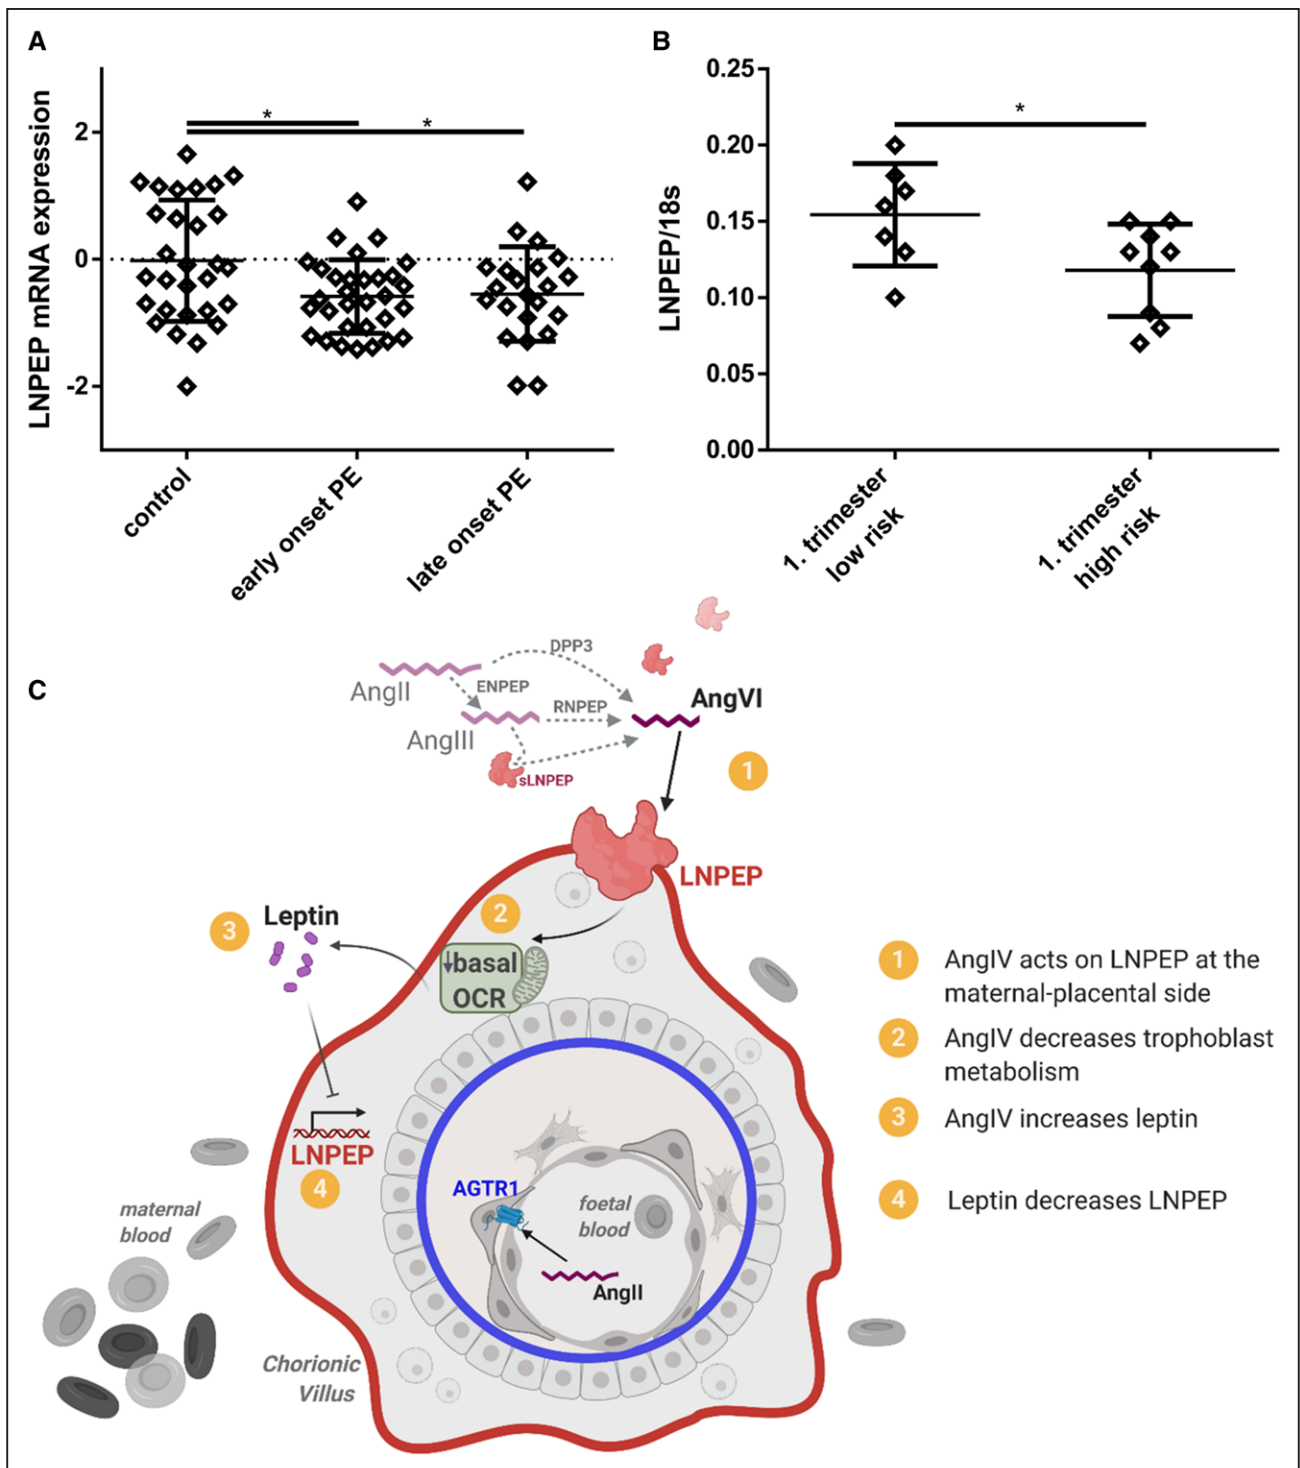 A
LNPEP mRNA expression
2
0
-2
*
*
control
early onset PE
late onset PE
B
LNPEP/18s
0.25
0.20
0.15
0.10
0.05
0.00
*
1. trimester
low risk
1. trimester
high risk
C
AngII
DPP3
ENPEP
AngIII
RNPEP
sLNPEP
AngVI
1
LNPEP
2
↓basal
OCR
3
Leptin
LNPEP
4
AGTR1
foetal
blood
AngII
maternal
blood
Chorionic
Villus
1
AngIV acts on LNPEP at the
maternal-placental side
2
AngIV decreases trophoblast
metabolism
3
AngIV increases leptin
4
Leptin decreases LNPEP